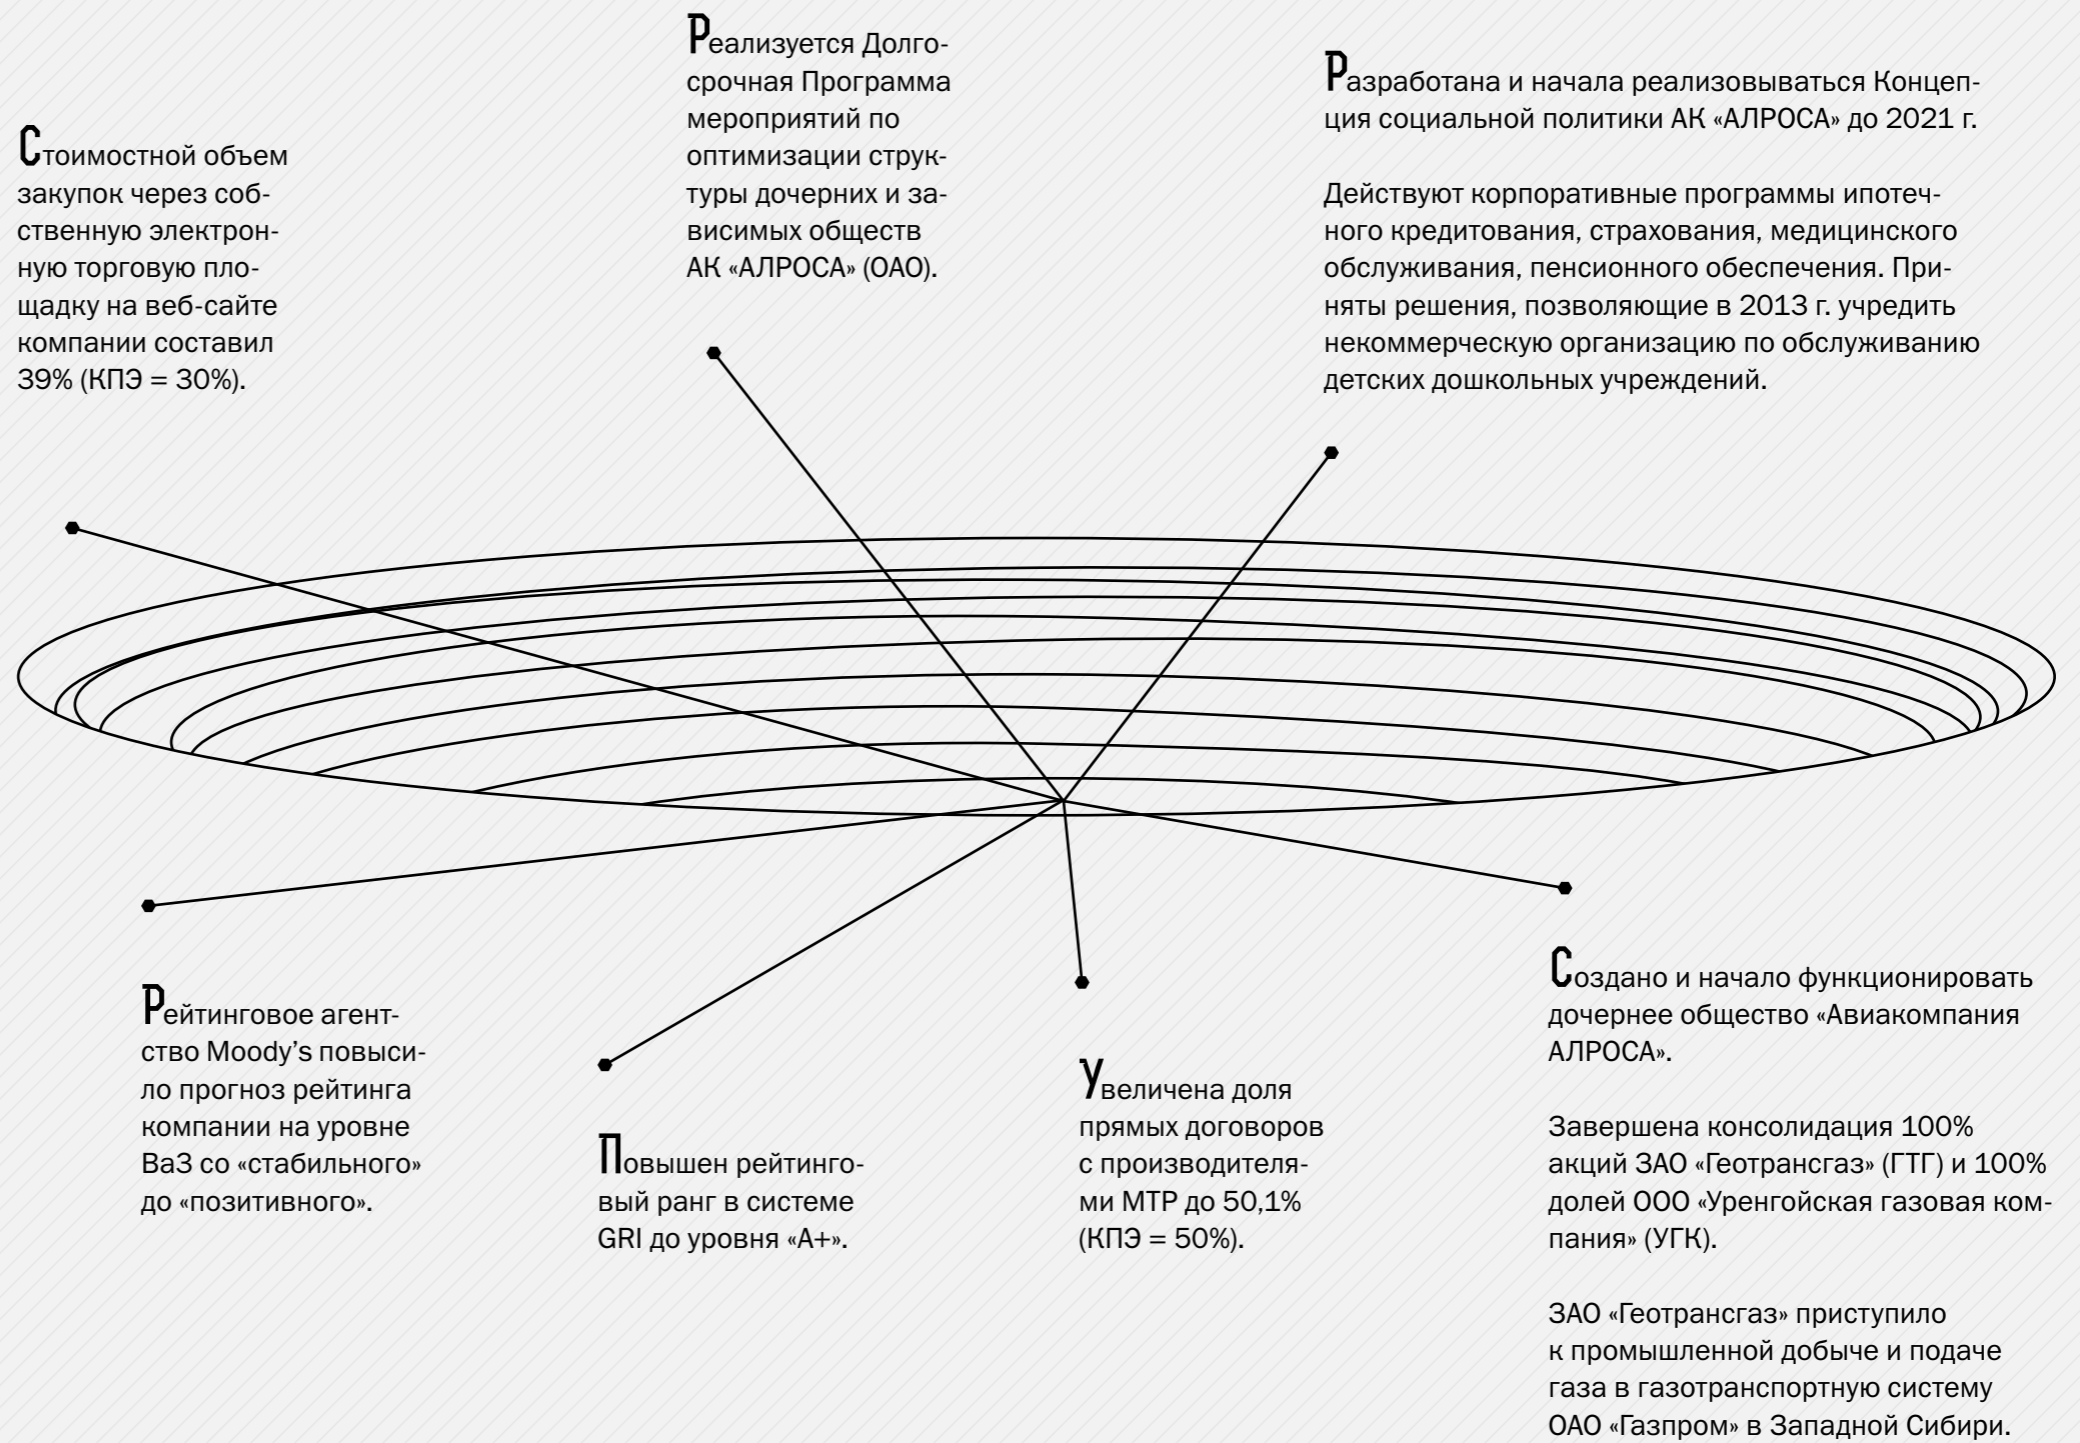 Стоимостной объем
закупок через соб-
ственную электрон-
ную торговую пло-
щадку на веб-сайте
компании составил
39% (КПЭ = 30%).
Реализуется Долго-
срочная Программа
мероприятий по
оптимизации струк-
туры дочерних и за-
висимых обществ
АК «АЛРОСА» (ОАО).
Разработана и начала реализовываться Концеп-
ция социальной политики АК «АЛРОСА» до 2021 г.
Действуют корпоративные программы ипотеч-
ного кредитования, страхования, медицинского
обслуживания, пенсионного обеспечения. При-
няты решения, позволяющие в 2013 г. учредить
некоммерческую организацию по обслуживанию
детских дошкольных учреждений.
Рейтинговое агент-
ство Moody’s повыси-
ло прогноз рейтинга
компании на уровне
Ва3 со «стабильного»
до «позитивного».
Повышен рейтинго-
вый ранг в системе
GRI до уровня «А+».
Увеличена доля
прямых договоров
с производителя-
ми МТР до 50,1%
(КПЭ = 50%).
Создано и начало функционировать
дочернее общество «Авиакомпания
АЛРОСА».
Завершена консолидация 100%
акций ЗАО «Геотрансгаз» (ГТГ) и 100%
долей ООО «Уренгойская газовая ком-
пания» (УГК).
ЗАО «Геотрансгаз» приступило
к промышленной добыче и подаче
газа в газотранспортную систему
ОАО «Газпром» в Западной Сибири.